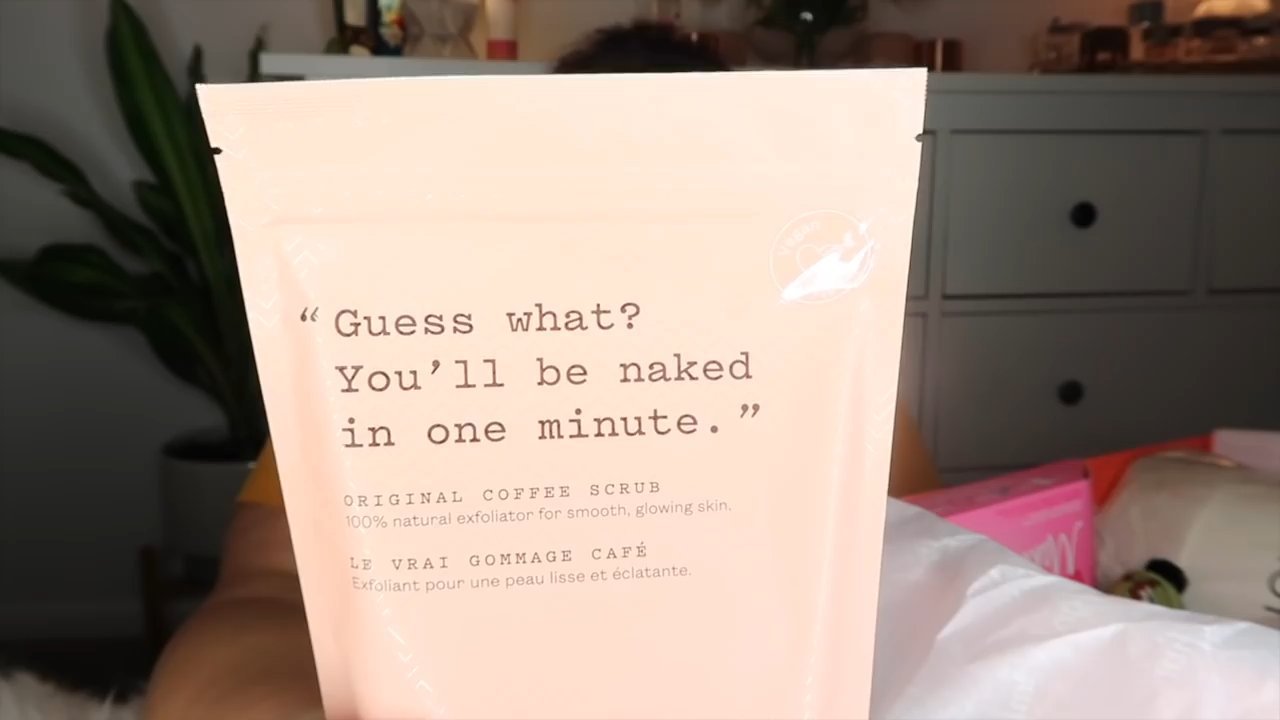 Vegan
“ Guess what?
You’ll be naked
in one minute.”
ORIGINAL COFFEE SCRUB
100% natural exfoliator for smooth, glowing skin.
LE VRAI GOMMAGE CAFÉ
Exfoliant pour une peau lisse et éclatante.